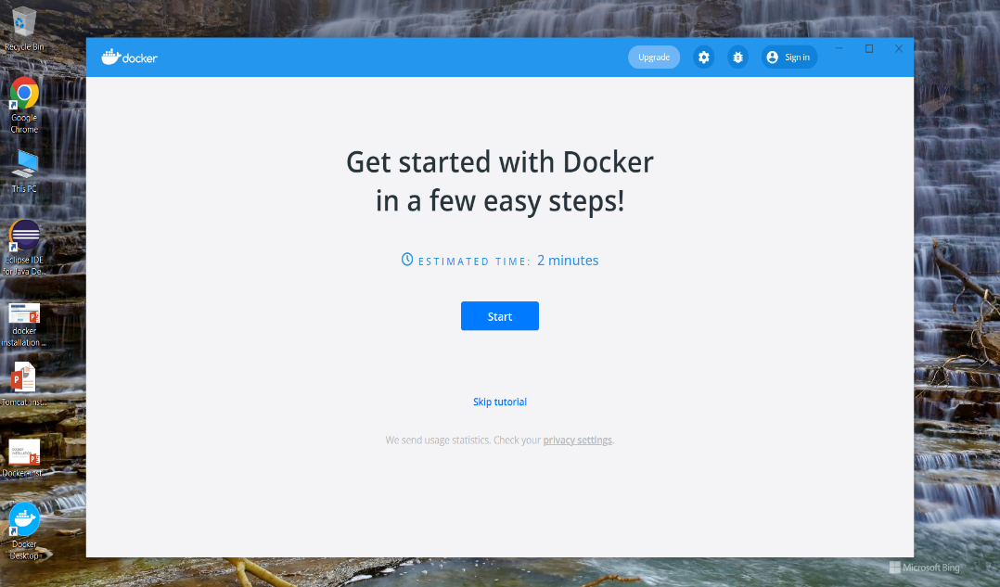 Recycle Bin
Google
Chrome
This PC
Eclipse IDE
for Java De...
docker
installation ...
Tomcat inst...
DOCKER
INSTALLATION
Docker inst...
Docker
Desktop
docker
Upgrade
Sign in
Get started with Docker
in a few easy steps!
ESTIMATED TIME: 2 minutes
Start
Skip tutorial
We send usage statistics. Check your privacy settings.
Microsoft Bing